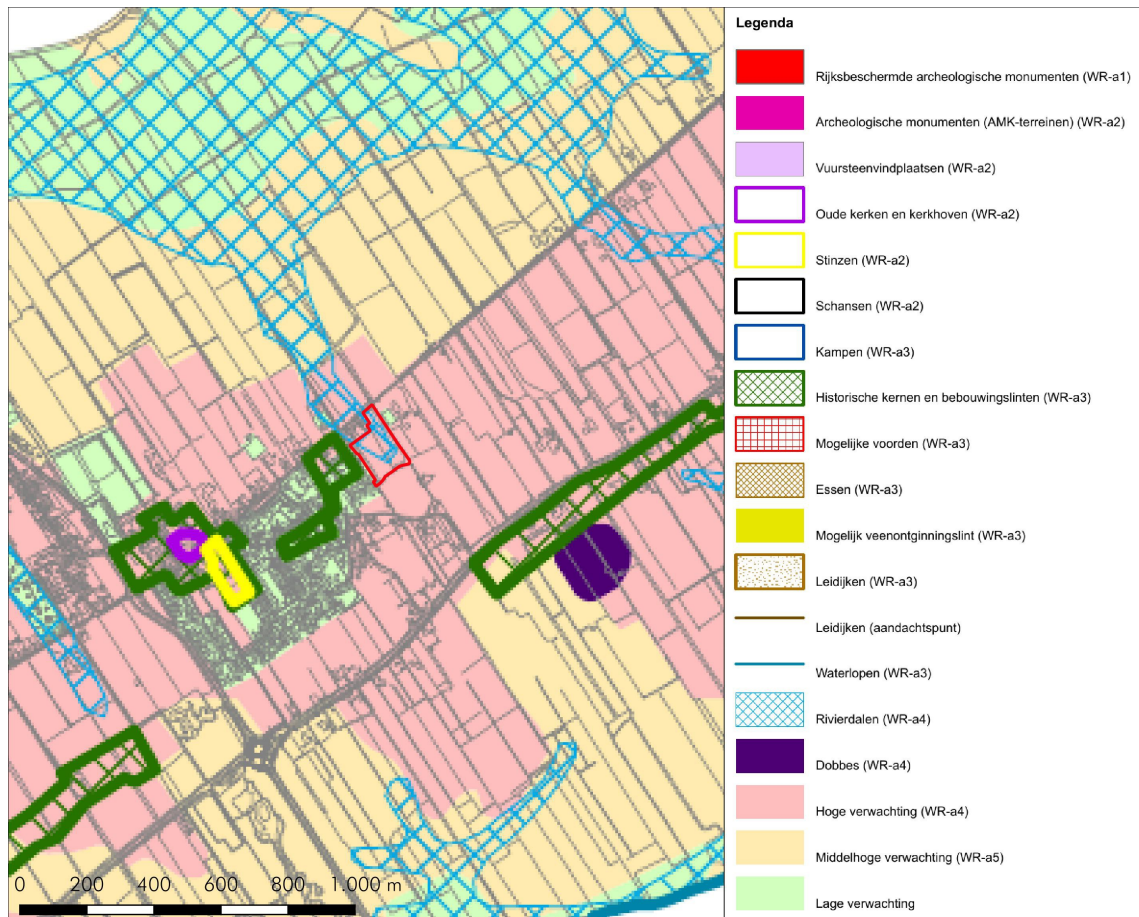 Legenda
Rijksbeschermde archeologische monumenten (WR-a1)
Archeologische monumenten (AMK-terreinen) (WR-a2)
Vuursteenvindplaatsen (WR-a2)
Oude kerken en kerkhoven (WR-a2)
Stinzen (WR-a2)
Schansen (WR-a2)
Kampen (WR-a3)
Historische kernen en bebouwingslinten (WR-a3)
Mogelijke voorden (WR-a3)
Essen (WR-a3)
Mogelijk veenontginningslint (WR-a3)
Leidijken (WR-a3)
Leidijken (aandachtspunt)
Waterlopen (WR-a3)
Rivierdalen (WR-a4)
Dobbes (WR-a4)
Hoge verwachting (WR-a4)
Middelhoge verwachting (WR-a5)
Lage verwachting
0 200 400 600 800 1.000 m